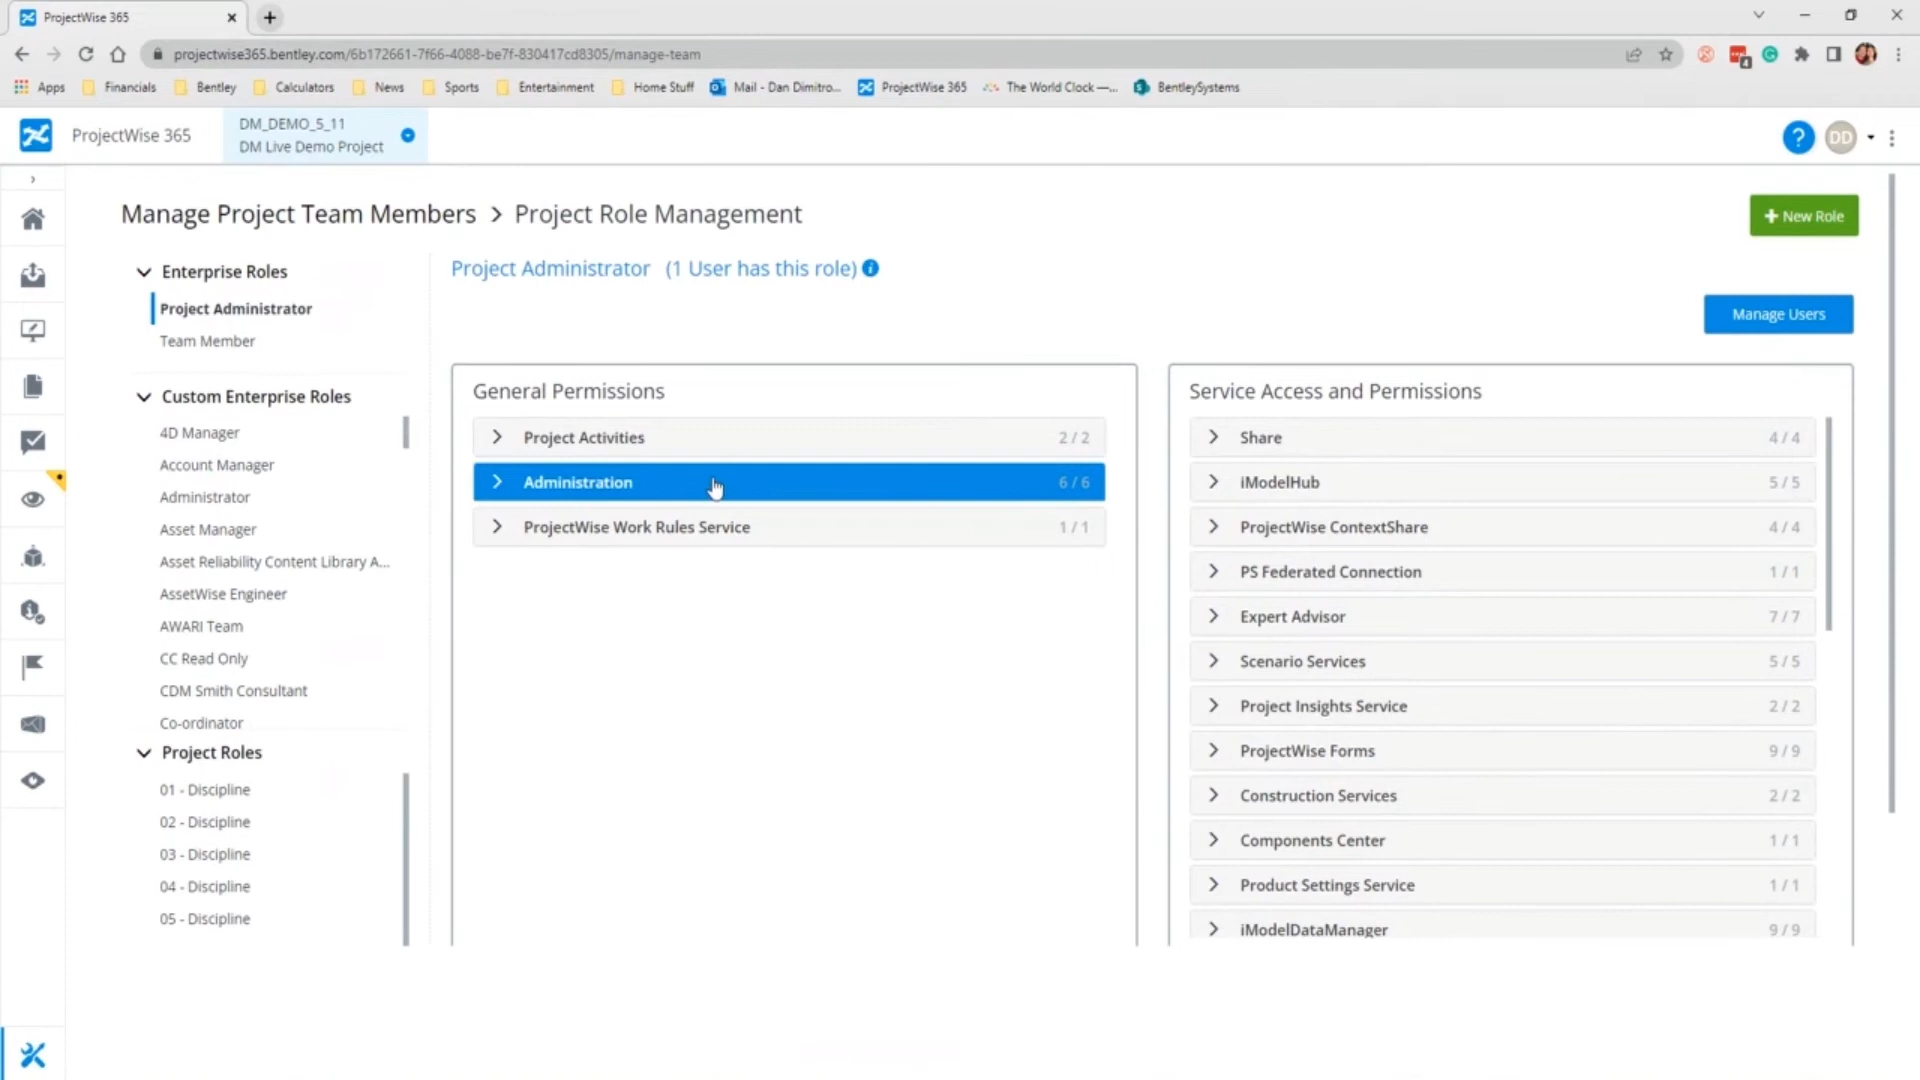 ProjectWise 365
projectwise365.bentley.com/6b172661-7f66-4088-be7f-830417cd8305/manage-team
Apps Financials Bentley Calculators News Sports Entertainment Home Stuff Mail - Dan Dimitro... ProjectWise 365 The World Clock —... BentleySystems
ProjectWise 365
DM_DEMO_5_11
DM Live Demo Project
? DD
Manage Project Team Members > Project Role Management
+ New Role
Enterprise Roles
Project Administrator
Team Member
Custom Enterprise Roles
4D Manager
Account Manager
Administrator
Asset Manager
Asset Reliability Content Library A...
AssetWise Engineer
AWARI Team
CC Read Only
CDM Smith Consultant
Co-ordinator
Project Roles
01 - Discipline
02 - Discipline
03 - Discipline
04 - Discipline
05 - Discipline
Project Administrator (1 User has this role)
Manage Users
General Permissions
Project Activities 2 / 2
Administration 6 / 6
ProjectWise Work Rules Service 1 / 1
Service Access and Permissions
Share 4 / 4
iModelHub 5 / 5
ProjectWise ContextShare 4 / 4
PS Federated Connection 1 / 1
Expert Advisor 7 / 7
Scenario Services 5 / 5
Project Insights Service 2 / 2
ProjectWise Forms 9 / 9
Construction Services 2 / 2
Components Center 1 / 1
Product Settings Service 1 / 1
iModelDataManager 9 / 9